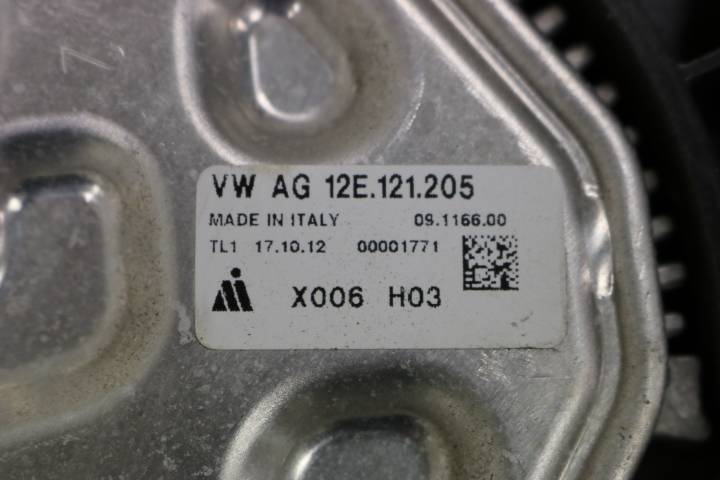 VW AG 12E.121.205
MADE IN ITALY 09.1166.00
TL1 17.10.12 00001771
X006 H03